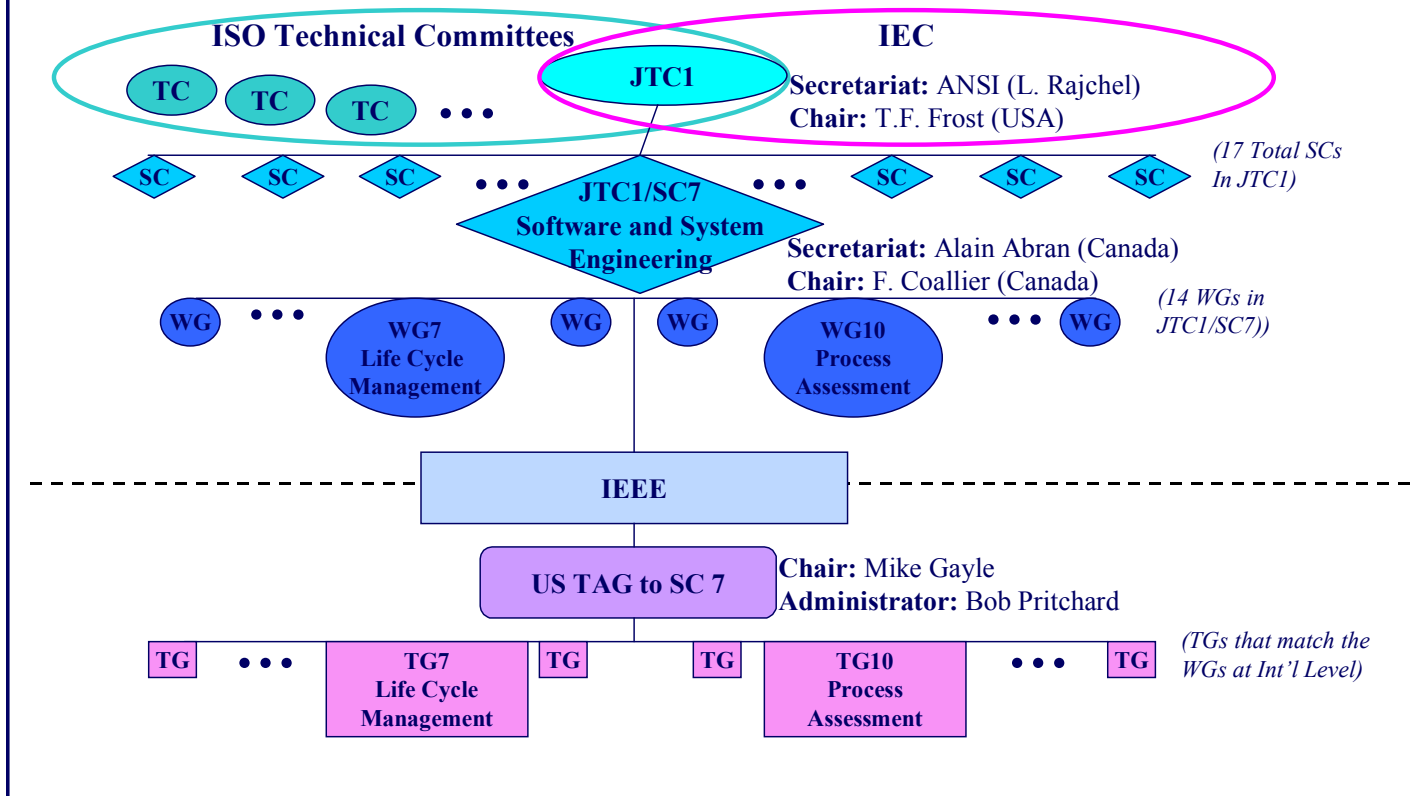 ISO Technical Committees
IEC
TC
TC
TC
JTC1
Secretariat: ANSI (L. Rajchel)
Chair: T.F. Frost (USA)
(17 Total SCs
In JTC1)
SC
SC
SC
SC
SC
SC
JTC1/SC7
Software and System
Engineering
Secretariat: Alain Abran (Canada)
Chair: F. Coallier (Canada)
(14 WGs in
JTC1/SC7))
WG
WG7
Life Cycle
Management
WG
WG
WG10
Process
Assessment
WG
IEEE
US TAG to SC 7
Chair: Mike Gayle
Administrator: Bob Pritchard
(TGs that match the
WGs at Int’l Level)
TG
TG7
Life Cycle
Management
TG
TG
TG10
Process
Assessment
TG